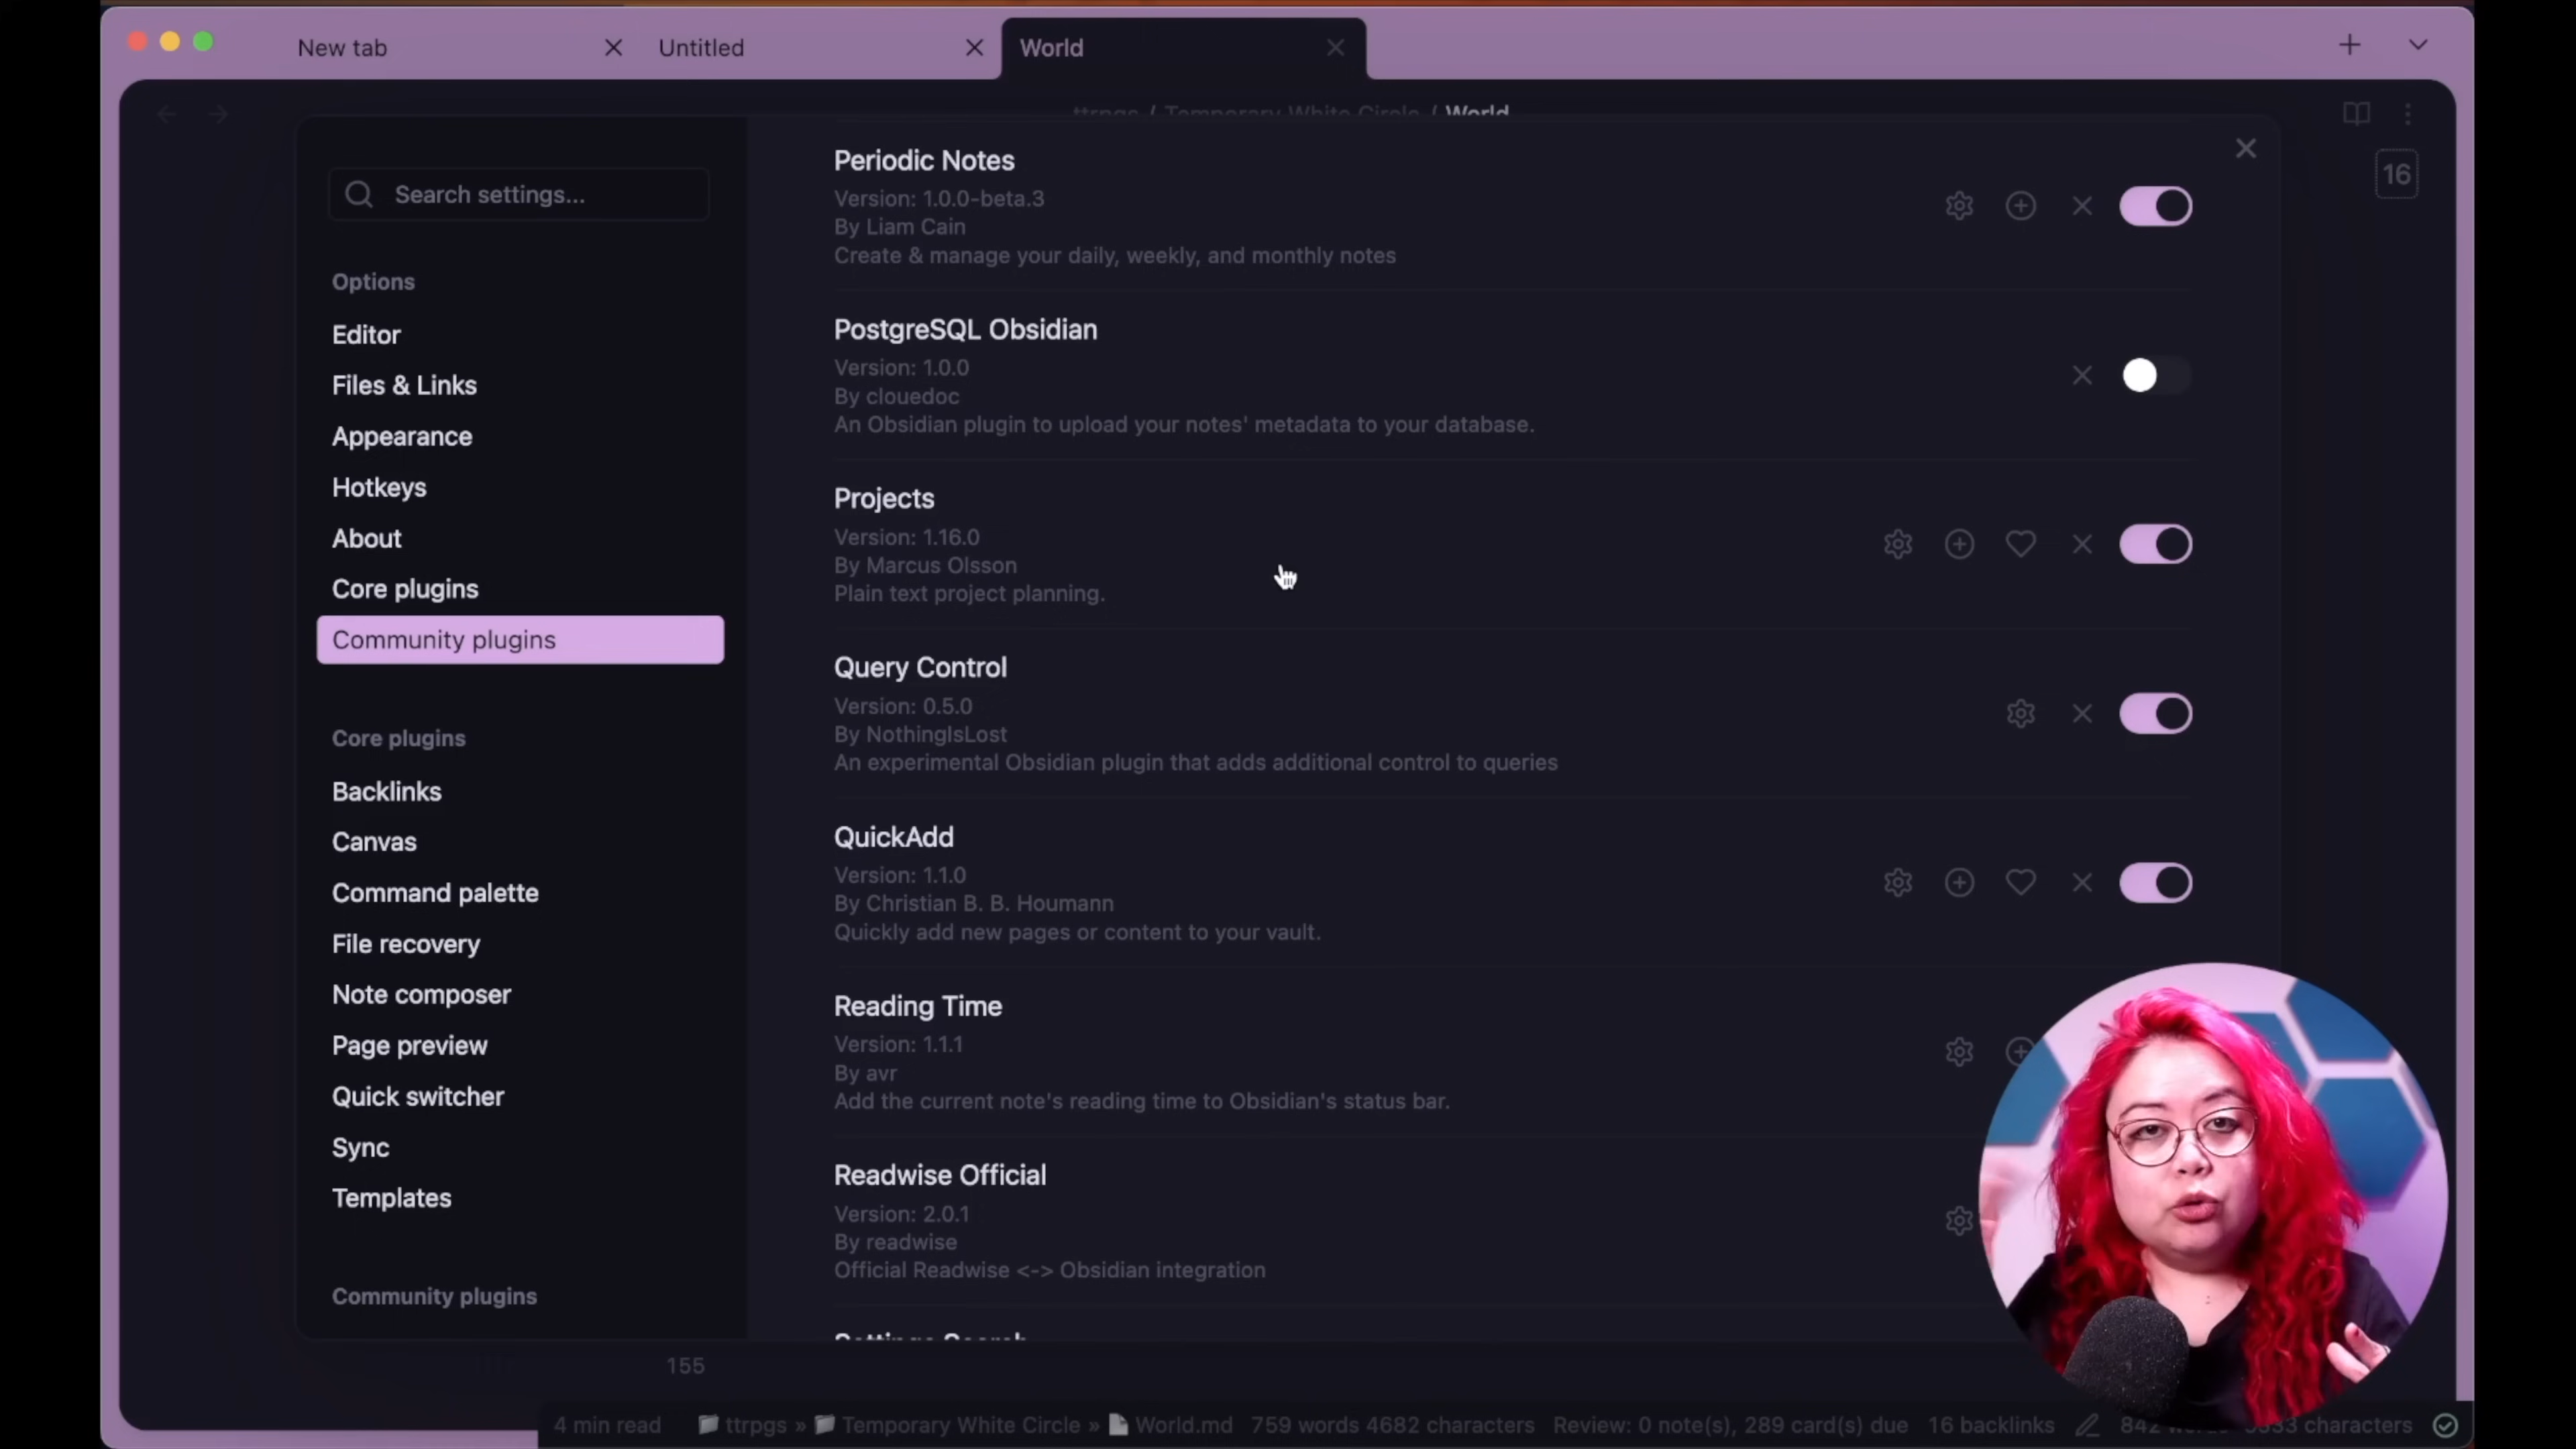 New tab
Untitled
World
ttrpgs / Temporary White Circle / World
16
Search settings...
Options
Editor
Files & Links
Appearance
Hotkeys
About
Core plugins
Community plugins
Core plugins
Backlinks
Canvas
Command palette
File recovery
Note composer
Page preview
Quick switcher
Sync
Templates
Community plugins
Periodic Notes
Version: 1.0.0-beta.3
By Liam Cain
Create & manage your daily, weekly, and monthly notes
PostgreSQL Obsidian
Version: 1.0.0
By clouedoc
An Obsidian plugin to upload your notes' metadata to your database.
Projects
Version: 1.16.0
By Marcus Olsson
Plain text project planning.
Query Control
Version: 0.5.0
By NothingIsLost
An experimental Obsidian plugin that adds additional control to queries
QuickAdd
Version: 1.1.0
By Christian B. B. Houmann
Quickly add new pages or content to your vault.
Reading Time
Version: 1.1.1
By avr
Add the current note's reading time to Obsidian's status bar.
Readwise Official
Version: 2.0.1
By readwise
Official Readwise <-> Obsidian integration
Settings Search
155
4 min read ttrpgs » Temporary White Circle » World.md 759 words 4682 characters Review: 0 note(s), 289 card(s) due 16 backlinks 842 characters